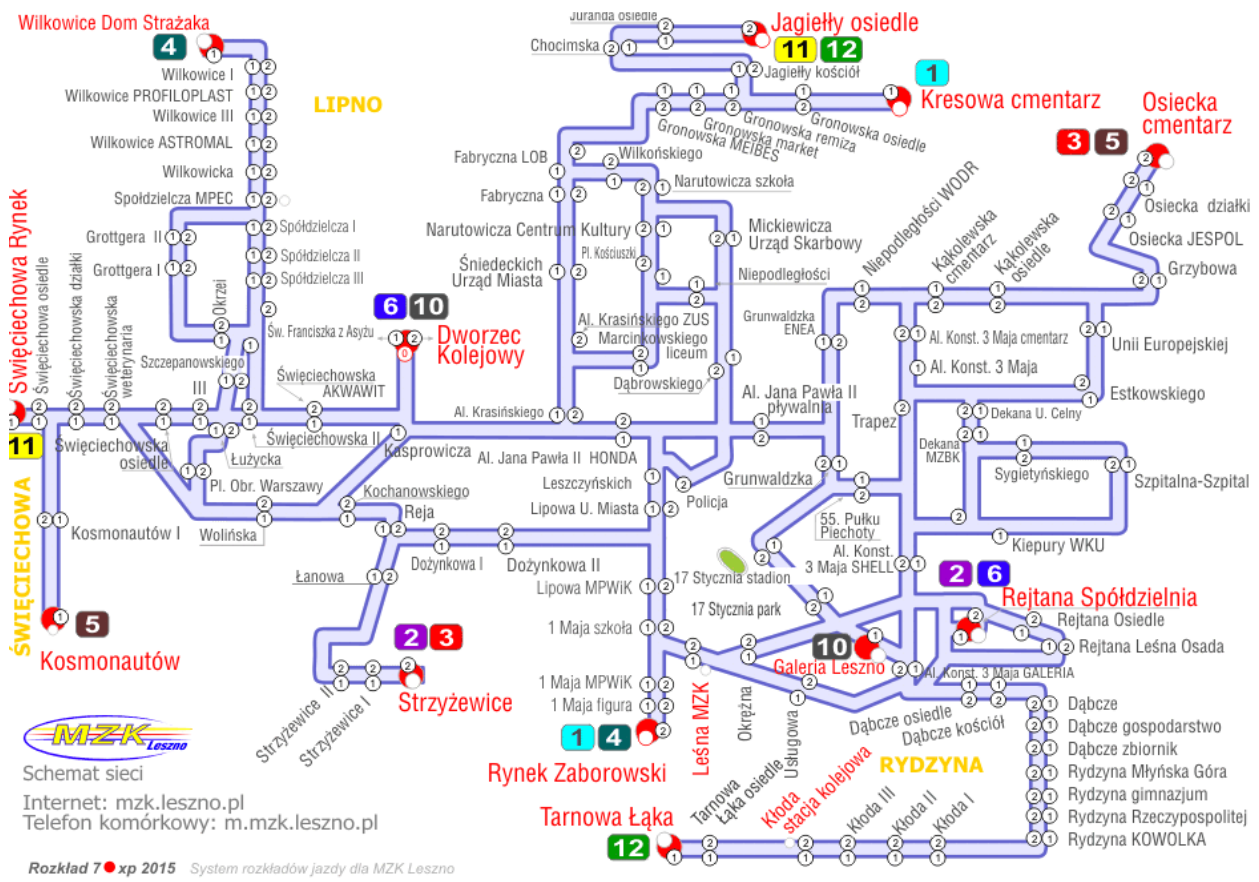 Wilkowice Dom Strażaka
4
Wilkowice I
Wilkowice PROFILOPLAST
Wilkowice III
Wilkowice ASTROMAL
Wilkowicka
Społdzielcza MPEC
LIPNO
Juranda osiedle
Chocimska
Jagiełły osiedle
11 12
Jagiełły kościół
1
Kresowa cmentarz
Gronowska MEIBES
Gronowska market
Gronowska remiza
Gronowska osiedle
Osiecka
cmentarz
3 5
Osiecka działki
Osiecka JESPOL
Grzybowa
Fabryczna LOB
Fabryczna
Wilkońskiego
Narutowicza szkoła
Narutowicza Centrum Kultury
Pl. Kościuszki
Mickiewicza
Urząd Skarbowy
Śniedeckich
Urząd Miasta
Niepodległości
Niepodległości WODR
Kąkolewska
cmentarz
Kąkolewska
osiedle
Święciechowa Rynek
11
Święciechowa osiedle
Święciechowska działki
Święciechowska
weterynaria
Grottgera II
Grottgera I
Okrzei
Spółdzielcza I
Spółdzielcza II
Spółdzielcza III
Szczepanowskiego
III
6 10
Św. Franciszka z Asyżu
Dworzec
Kolejowy
0
Święciechowska
AKWAWIT
Al. Krasińskiego ZUS
Marcinkowskiego
liceum
Dąbrowskiego
Grunwaldzka
ENEA
Al. Konst. 3 Maja cmentarz
Al. Konst. 3 Maja
Unii Europejskiej
Estkowskiego
Al. Krasińskiego
Al. Jana Pawła II
pływalnia
Trapez
Dekana U. Celny
Dekana
MZBK
Sygietyńskiego
Szpitalna-Szpital
Kiepury WKU
Święciechowska
osiedle
Łużycka
Święciechowska II
Kasprowicza
Al. Jana Pawła II HONDA
Pl. Obr. Warszawy
Kochanowskiego
Reja
Wolińska
Leszczyńskich
Lipowa U. Miasta
Policja
Grunwaldzka
55. Pułku
Piechoty
Al. Konst.
3 Maja SHELL
ŚWIĘCIECHOWA
Kosmonautów I
5
Kosmonautów
Łanowa
Dożynkowa I
Dożynkowa II
Lipowa MPWiK
17 Stycznia stadion
17 Stycznia park
2 6
Rejtana Spółdzielnia
Rejtana Osiedle
Rejtana Leśna Osada
2 3
Strzyżewice
Strzyżewice II
Strzyżewice I
1 Maja szkoła
1 Maja MPWiK
1 Maja figura
1 4
Rynek Zaborowski
Leśna MZK
Okrężna
Usługowa
10
Galeria Leszno
Al. Konst. 3 Maja GALERIA
Dąbcze osiedle
Dąbcze kościół
RYDZYNA
Dąbcze
Dąbcze gospodarstwo
Dąbcze zbiornik
Rydzyna Młyńska Góra
Rydzyna gimnazjum
Rydzyna Rzeczypospolitej
Rydzyna KOWOLKA
Tarnowa Łąka
12
Tarnowa
Łąka osiedle
Kłoda
stacja kolejowa
Kłoda III
Kłoda II
Kłoda I
MZK Leszno
Schemat sieci
Internet: mzk.leszno.pl
Telefon komórkowy: m.mzk.leszno.pl
Rozkład 7 xp 2015 System rozkładów jazdy dla MZK Leszno